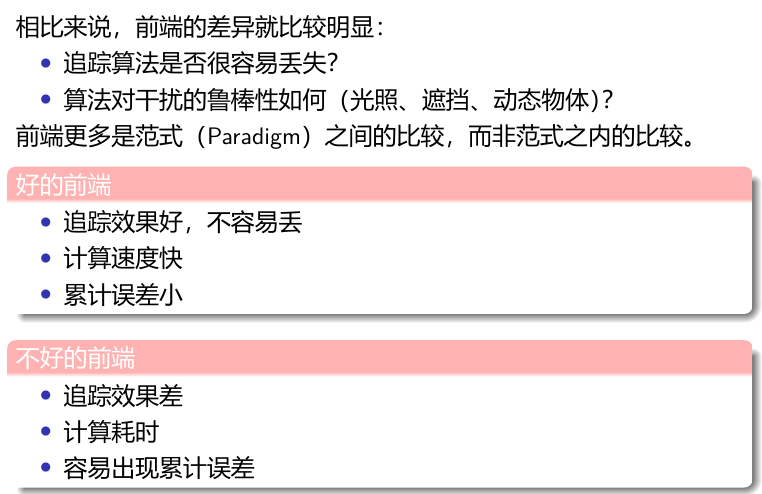 相比来说，前端的差异就比较明显：
追踪算法是否很容易丢失？
算法对干扰的鲁棒性如何（光照、遮挡、动态物体）？
前端更多是范式（Paradigm）之间的比较，而非范式之内的比较。
好的前端
追踪效果好，不容易丢
计算速度快
累计误差小
不好的前端
追踪效果差
计算耗时
容易出现累计误差